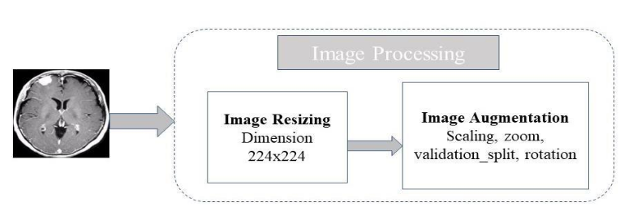 Image Processing
Image Resizing
Dimension
224x224
Image Augmentation
Scaling, zoom,
validation_split, rotation